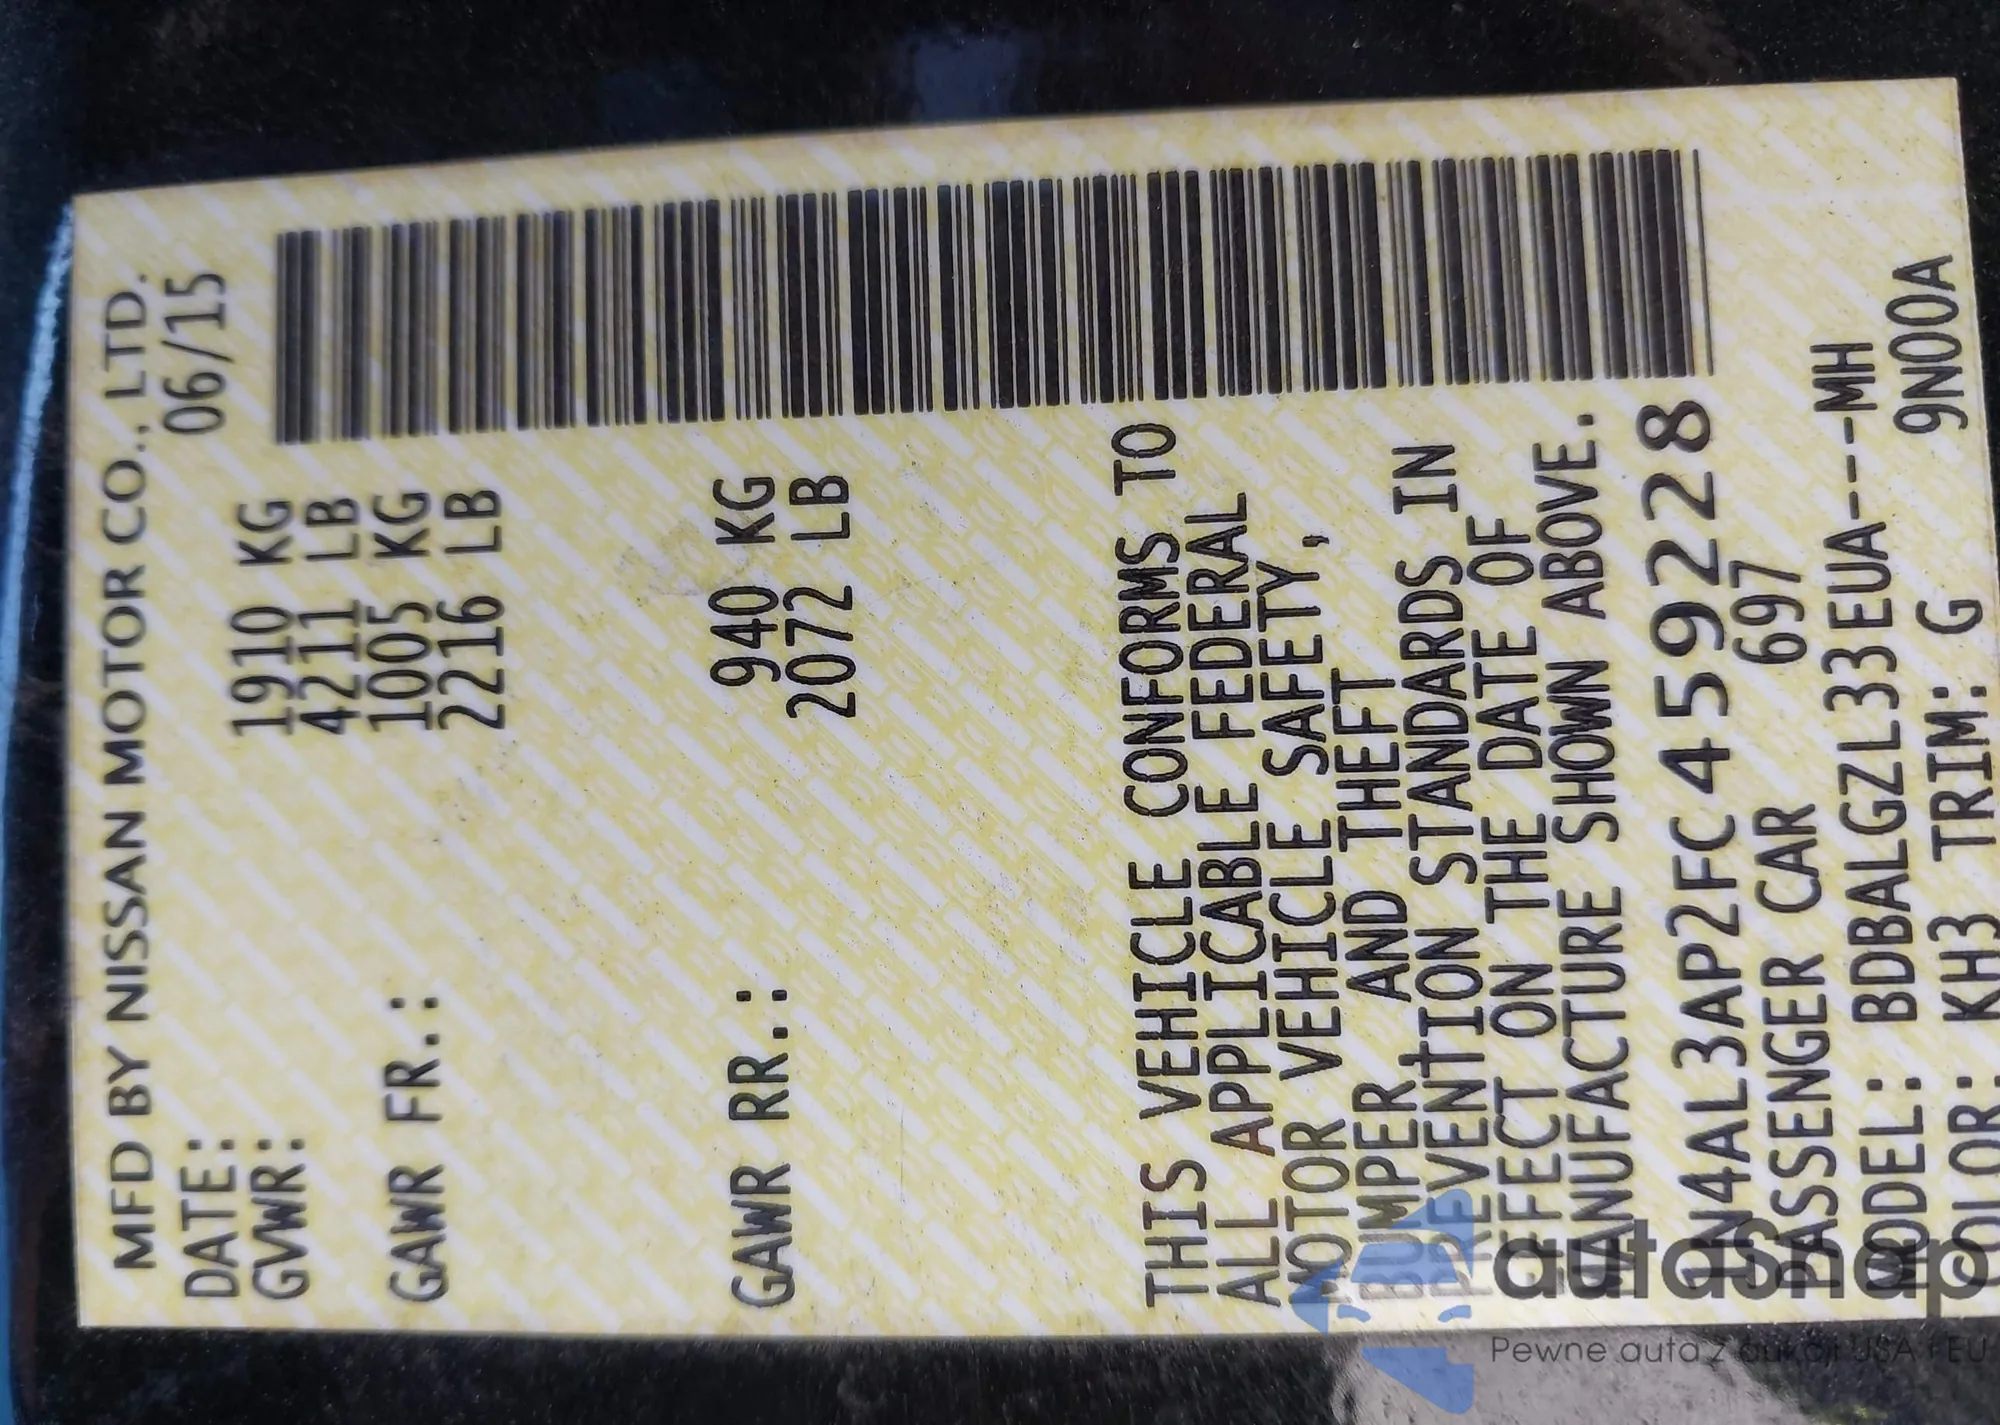 MFD BY NISSAN MOTOR CO., LTD.
DATE: 06/15
GVWR: 1910 KG
4211 LB
GAWR FR.: 1005 KG
2216 LB
GAWR RR.: 940 KG
2072 LB
THIS VEHICLE CONFORMS TO
ALL APPLICABLE FEDERAL
MOTOR VEHICLE SAFETY,
BUMPER AND THEFT
PREVENTION STANDARDS IN
EFFECT ON THE DATE OF
MANUFACTURE SHOWN ABOVE.
1N4AL3AP2FC459228
PASSENGER CAR 697
MODEL: BDBALGZL33EUA---MH
COLOR: KH3 TRIM: G 9N00A
autaSnap
Pewne auta z aukcji USA i EU